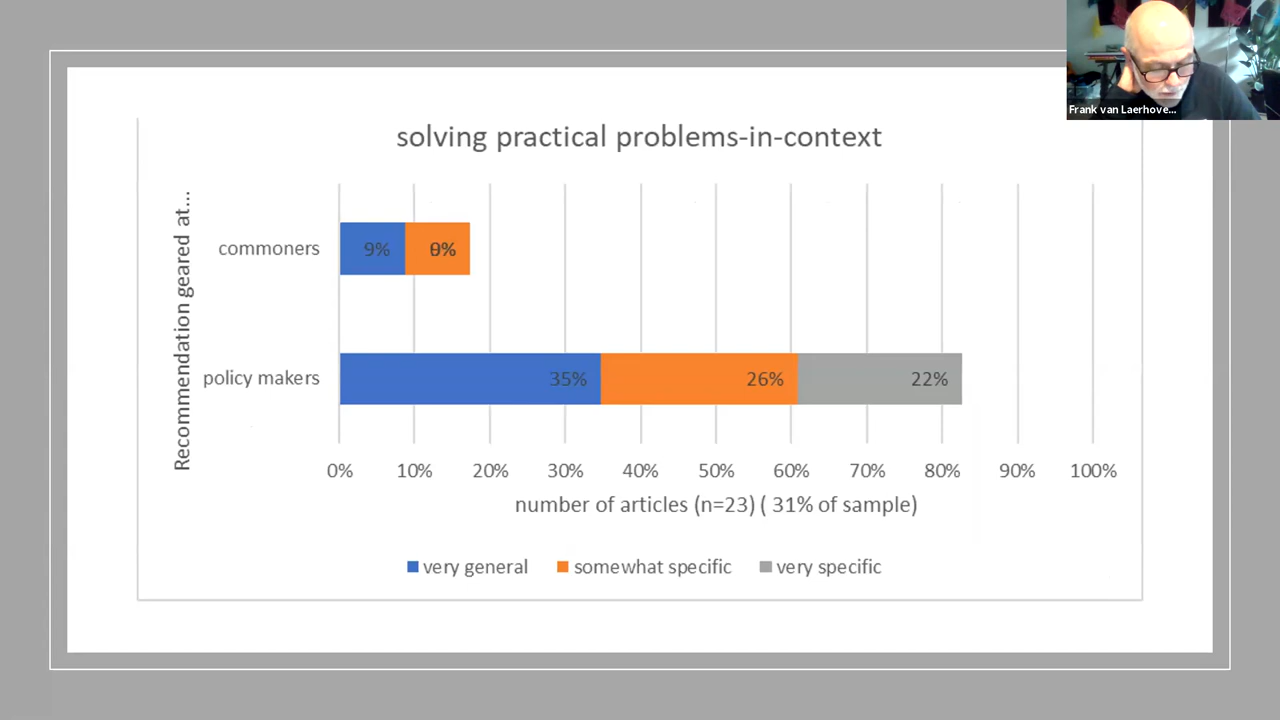 Frank van Laerhove...
solving practical problems-in-context
Recommendation geared at...
commoners
9%
policy makers
35%
26%
22%
0%
10%
20%
30%
40%
50%
60%
70%
80%
90%
100%
number of articles (n=23) ( 31% of sample)
very general
somewhat specific
very specific